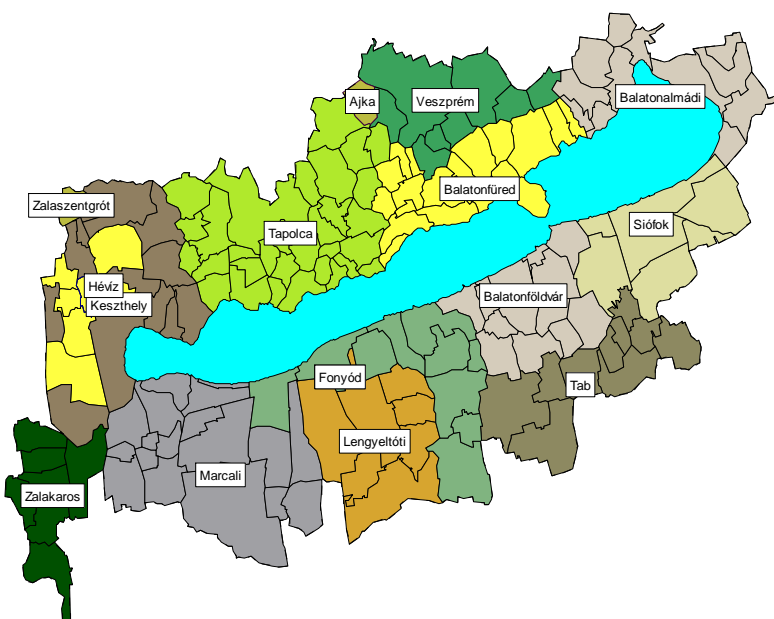 Balatonalmádi
Ajka
Veszprém
Balatonfüred
Zalaszentgrót
Siófok
Tapolca
Hévíz
Balatonföldvár
Keszthely
Fonyód
Tab
Lengyeltóti
Marcali
Zalakaros